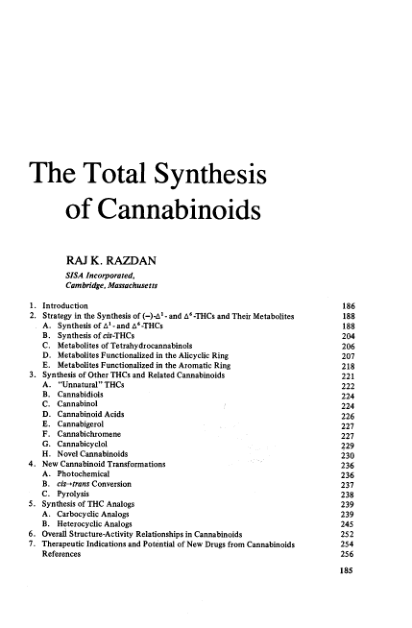 The Total Synthesis
of Cannabinoids
RAJ K. RAZDAN
SISA Incorporated,
Cambridge, Massachusetts
1. Introduction 186
2. Strategy in the Synthesis of (−)-Δ¹- and Δ⁶-THCs and Their Metabolites 188
A. Synthesis of Δ¹- and Δ⁶-THCs 188
B. Synthesis of cis-THCs 204
C. Metabolites of Tetrahydrocannabinols 206
D. Metabolites Functionalized in the Alicyclic Ring 207
E. Metabolites Functionalized in the Aromatic Ring 218
3. Synthesis of Other THCs and Related Cannabinoids 221
A. "Unnatural" THCs 222
B. Cannabidiols 224
C. Cannabinol 224
D. Cannabinoid Acids 226
E. Cannabigerol 227
F. Cannabichromene 227
G. Cannabicyclol 229
H. Novel Cannabinoids 230
4. New Cannabinoid Transformations 236
A. Photochemical 236
B. cis→trans Conversion 237
C. Pyrolysis 238
5. Synthesis of THC Analogs 239
A. Carbocyclic Analogs 239
B. Heterocyclic Analogs 245
6. Overall Structure-Activity Relationships in Cannabinoids 252
7. Therapeutic Indications and Potential of New Drugs from Cannabinoids 254
References 256
185